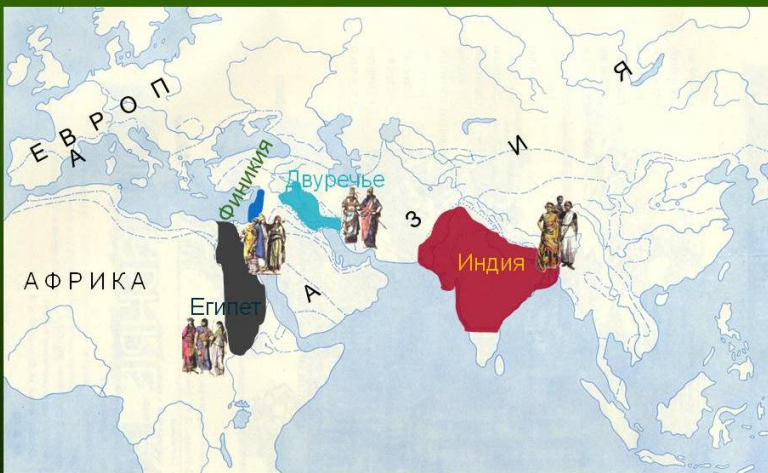 ЕВРОПА
АЗИЯ
Финикия
Двуречье
АФРИКА
Египет
Индия